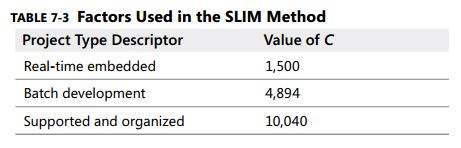 TABLE 7-3 Factors Used in the SLIM Method
Project Type Descriptor Value of C
Real-time embedded 1,500
Batch development 4,894
Supported and organized 10,040